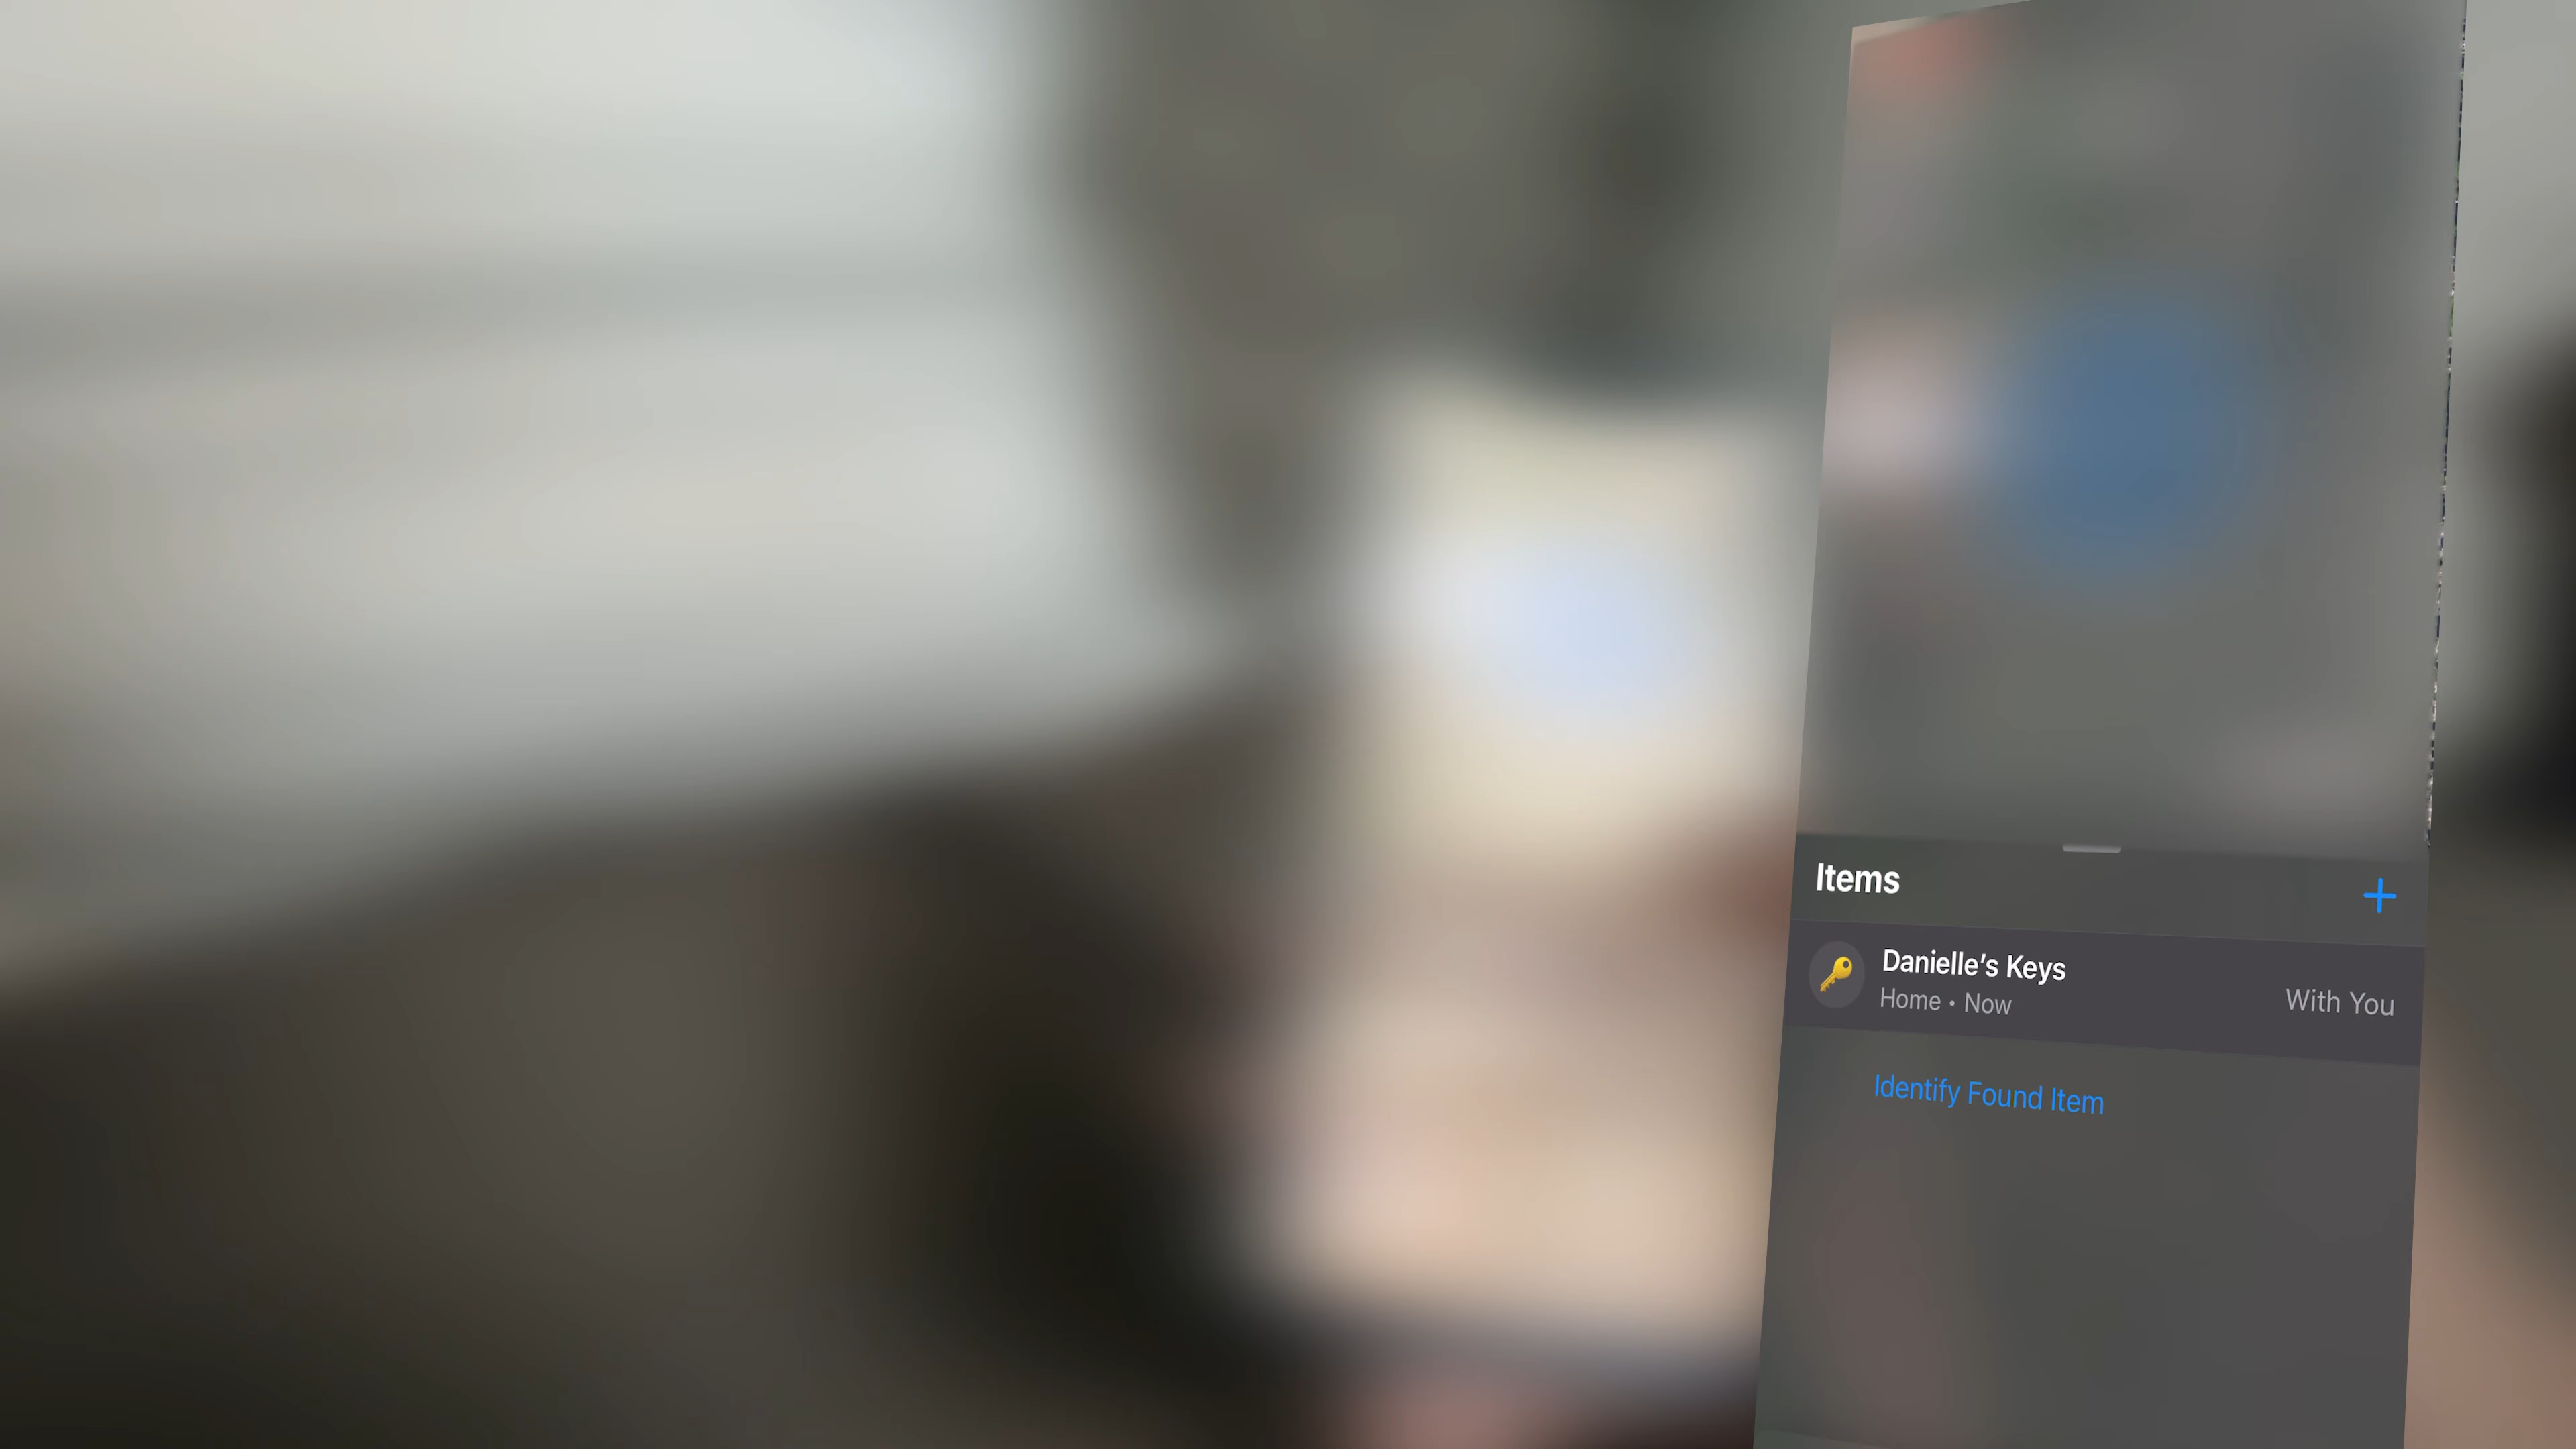 Items
Danielle’s Keys
Home • Now
With You
Identify Found Item